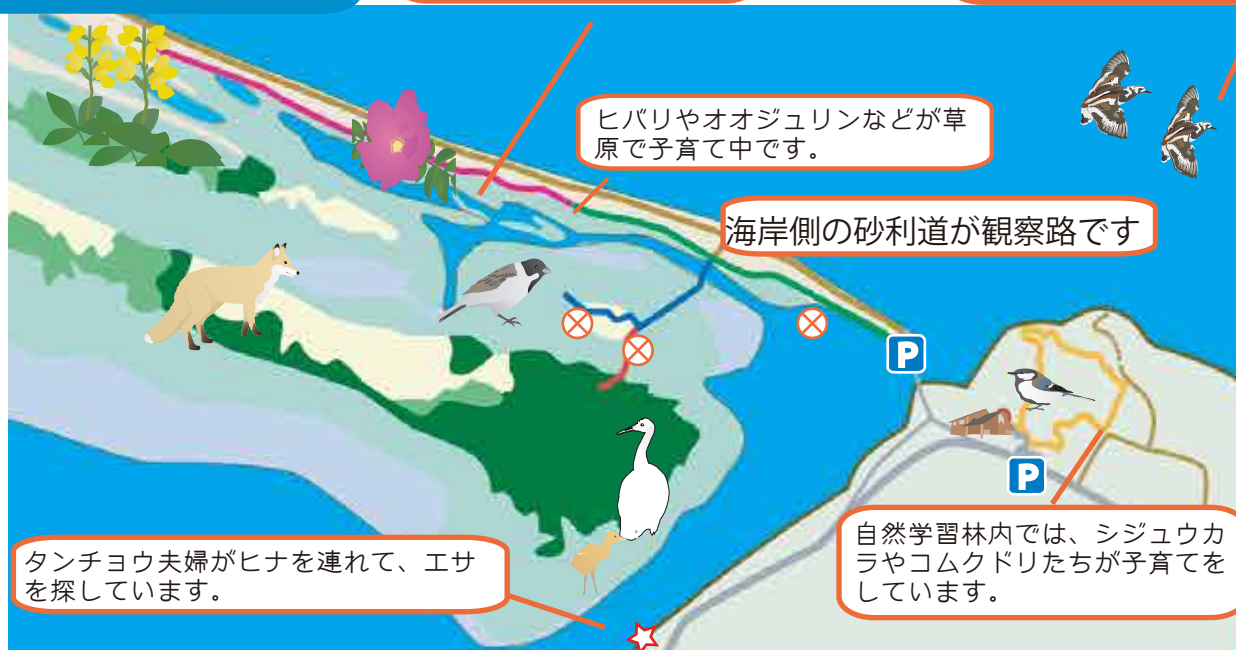 ヒバリやオオジュリンなどが草
原で子育て中です。
海岸側の砂利道が観察路です
P
P
タンチョウ夫婦がヒナを連れて、エサ
を探しています。
自然学習林内では、シジュウカ
ラやコムクドリたちが子育てを
しています。